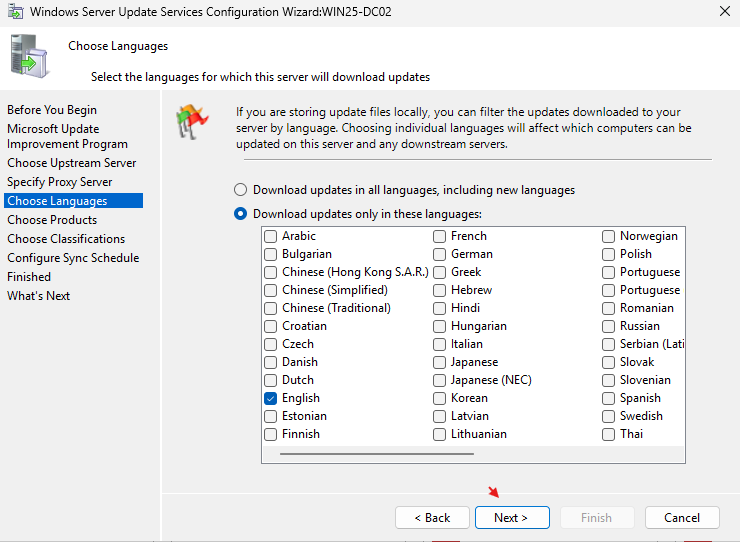 Windows Server Update Services Configuration Wizard:WIN25-DC02
Choose Languages
Select the languages for which this server will download updates
Before You Begin
Microsoft Update
Improvement Program
Choose Upstream Server
Specify Proxy Server
Choose Languages
Choose Products
Choose Classifications
Configure Sync Schedule
Finished
What's Next
If you are storing update files locally, you can filter the updates downloaded to your
server by language. Choosing individual languages will affect which computers can be
updated on this server and any downstream servers.
Download updates in all languages, including new languages
Download updates only in these languages:
Arabic
Bulgarian
Chinese (Hong Kong S.A.R.)
Chinese (Simplified)
Chinese (Traditional)
Croatian
Czech
Danish
Dutch
English
Estonian
Finnish
French
German
Greek
Hebrew
Hindi
Hungarian
Italian
Japanese
Japanese (NEC)
Korean
Latvian
Lithuanian
Norwegian
Polish
Portuguese
Portuguese
Romanian
Russian
Serbian (Lati
Slovak
Slovenian
Spanish
Swedish
Thai
< Back
Next >
Finish
Cancel